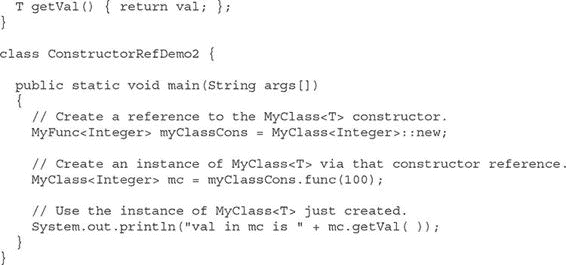 T getVal() { return val; };
}
class ConstructorRefDemo2 {
public static void main(String args[])
{
// Create a reference to the MyClass<T> constructor.
MyFunc<Integer> myClassCons = MyClass<Integer>::new;
// Create an instance of MyClass<T> via that constructor reference.
MyClass<Integer> mc = myClassCons.func(100);
// Use the instance of MyClass<T> just created.
System.out.println("val in mc is " + mc.getVal( ));
}
}